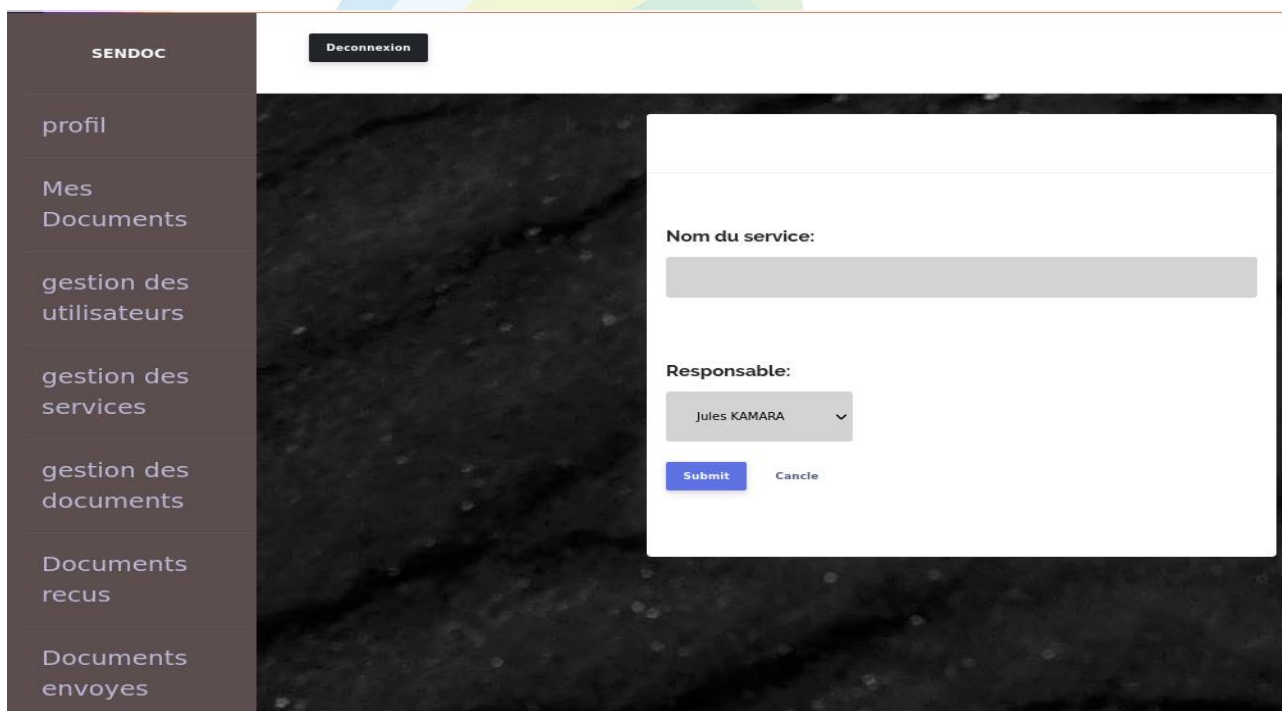 SENDOC
Deconnexion
profil
Mes
Documents
gestion des
utilisateurs
gestion des
services
gestion des
documents
Documents
recus
Documents
envoyes
Nom du service:
Responsable:
Jules KAMARA
Submit Cancle